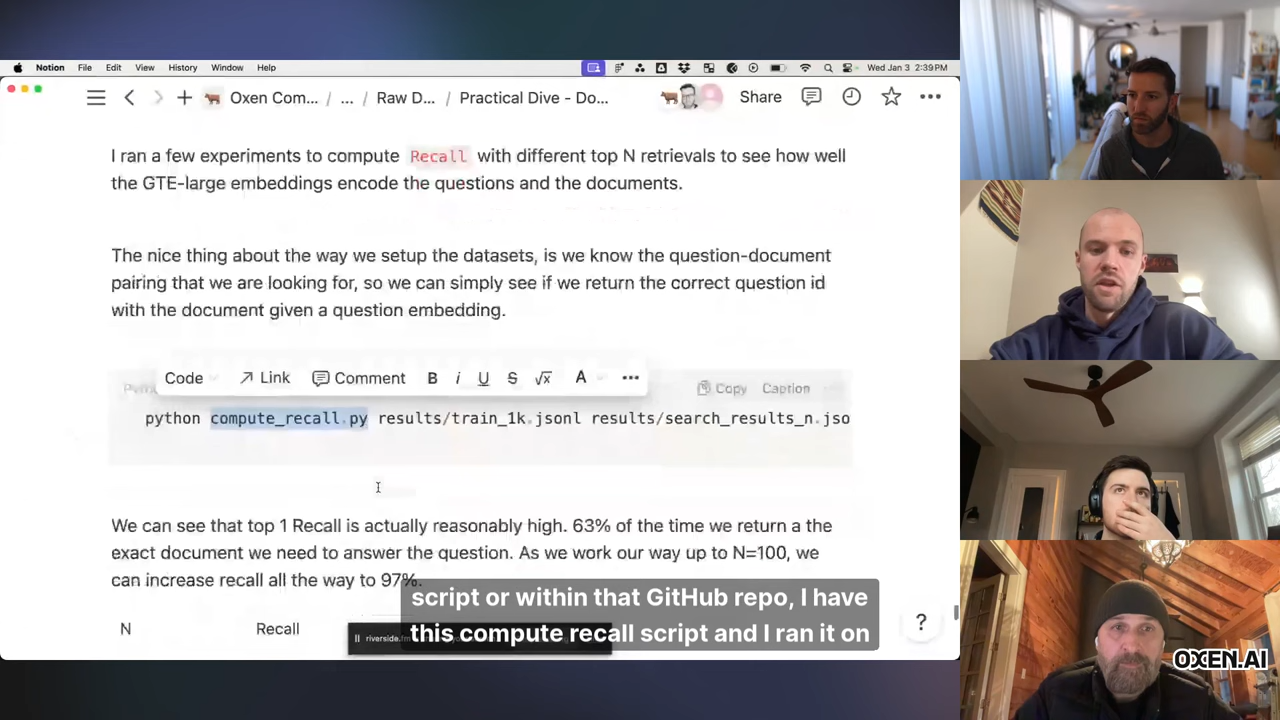 Notion File Edit View History Window Help Wed Jan 3 2:39 PM
Oxen Com... / ... / Raw D... / Practical Dive - Do... Share
I ran a few experiments to compute Recall with different top N retrievals to see how well
the GTE-large embeddings encode the questions and the documents.
The nice thing about the way we setup the datasets, is we know the question-document
pairing that we are looking for, so we can simply see if we return the correct question id
with the document given a question embedding.
Code Link Comment B i U S √x A
Copy Caption
python compute_recall.py results/train_1k.jsonl results/search_results_n.jso
We can see that top 1 Recall is actually reasonably high. 63% of the time we return a the
exact document we need to answer the question. As we work our way up to N=100, we
can increase recall all the way to 97%.
script or within that GitHub repo, I have
this compute recall script and I ran it on
N Recall
riverside.fm
?
OXEN.AI